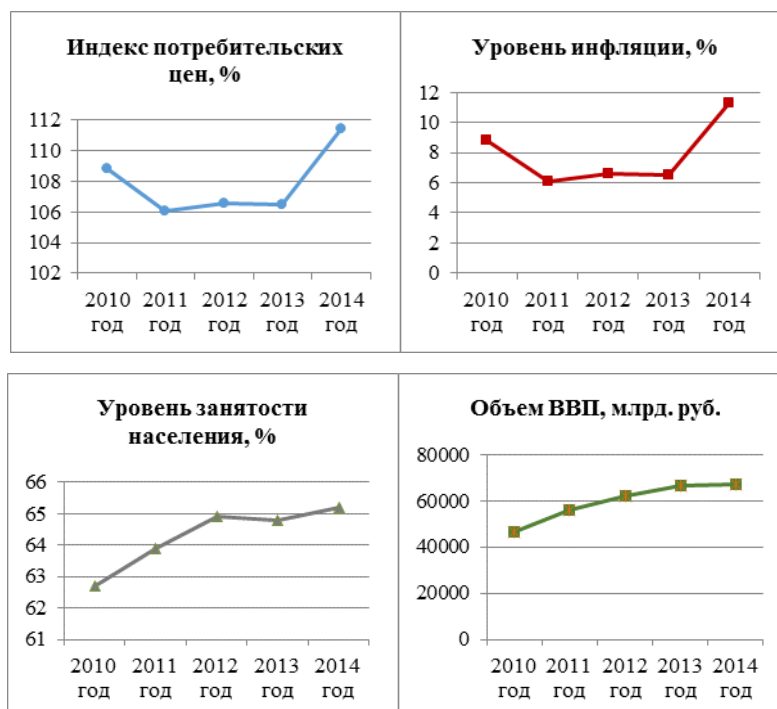 Индекс потребительских
цен, %
112
110
108
106
104
102
2010 2011 2012 2013 2014
год год год год год
Уровень инфляции, %
12
10
8
6
4
2
0
2010 2011 2012 2013 2014
год год год год год
Уровень занятости
населения, %
66
65
64
63
62
61
2010 2011 2012 2013 2014
год год год год год
Объем ВВП, млрд. руб.
80000
60000
40000
20000
0
2010 2011 2012 2013 2014
год год год год год